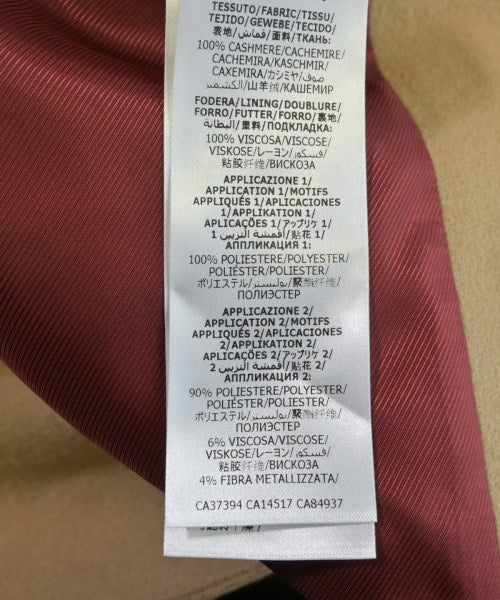 TESSUTO/FABRIC/TISSU/
TEJIDO/GEWEBE/TECIDO/
裏地/قماش/面料/ТКАНЬ:
100% CASHMERE/CACHEMIRE/
CACHEMIRA/KASCHMIR/
CAXEMIRA/カシミヤ/صوف
الكشمير/山羊绒/КАШЕМИР
FODERA/LINING/DOUBLURE/
FORRO/FUTTER/FORRO/裏地/
البطانة/里料/ПОДКЛАДКА:
100% VISCOSA/VISCOSE/
VISKOSE/レーヨン/فسكوز/
粘胶纤维/ВИСКОЗА
APPLICAZIONE 1/
APPLICATION 1/MOTIFS
APPLIQUÉS 1/APLICACIONES
1/APPLIKATION 1/
APLICAÇÕES 1/アップリケ
1 أقمشة التزيين/贴花 1/
АППЛИКАЦИЯ 1:
100% POLIESTERE/POLYESTER/
POLIÉSTER/POLIESTER/
ポリエステル/بوليستر/聚酯纤维/
ПОЛИЭСТЕР
APPLICAZIONE 2/
APPLICATION 2/MOTIFS
APPLIQUÉS 2/APLICACIONES
2/APPLIKATION 2/
APLICAÇÕES 2/アップリケ 2
2 أقمشة التزيين/贴花 2/
АППЛИКАЦИЯ 2:
90% POLIESTERE/POLYESTER/
POLIÉSTER/POLIESTER/
ポリエステル/بوليستر/聚酯纤维/
ПОЛИЭСТЕР
6% VISCOSA/VISCOSE/
VISKOSE/レーヨン/فسكوز/
粘胶纤维/ВИСКОЗА
4% FIBRA METALLIZZATA/
CA37394 CA14517 CA84937